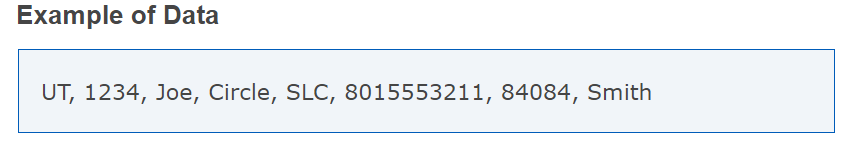 Example of Data
UT, 1234, Joe, Circle, SLC, 8015553211, 84084, Smith